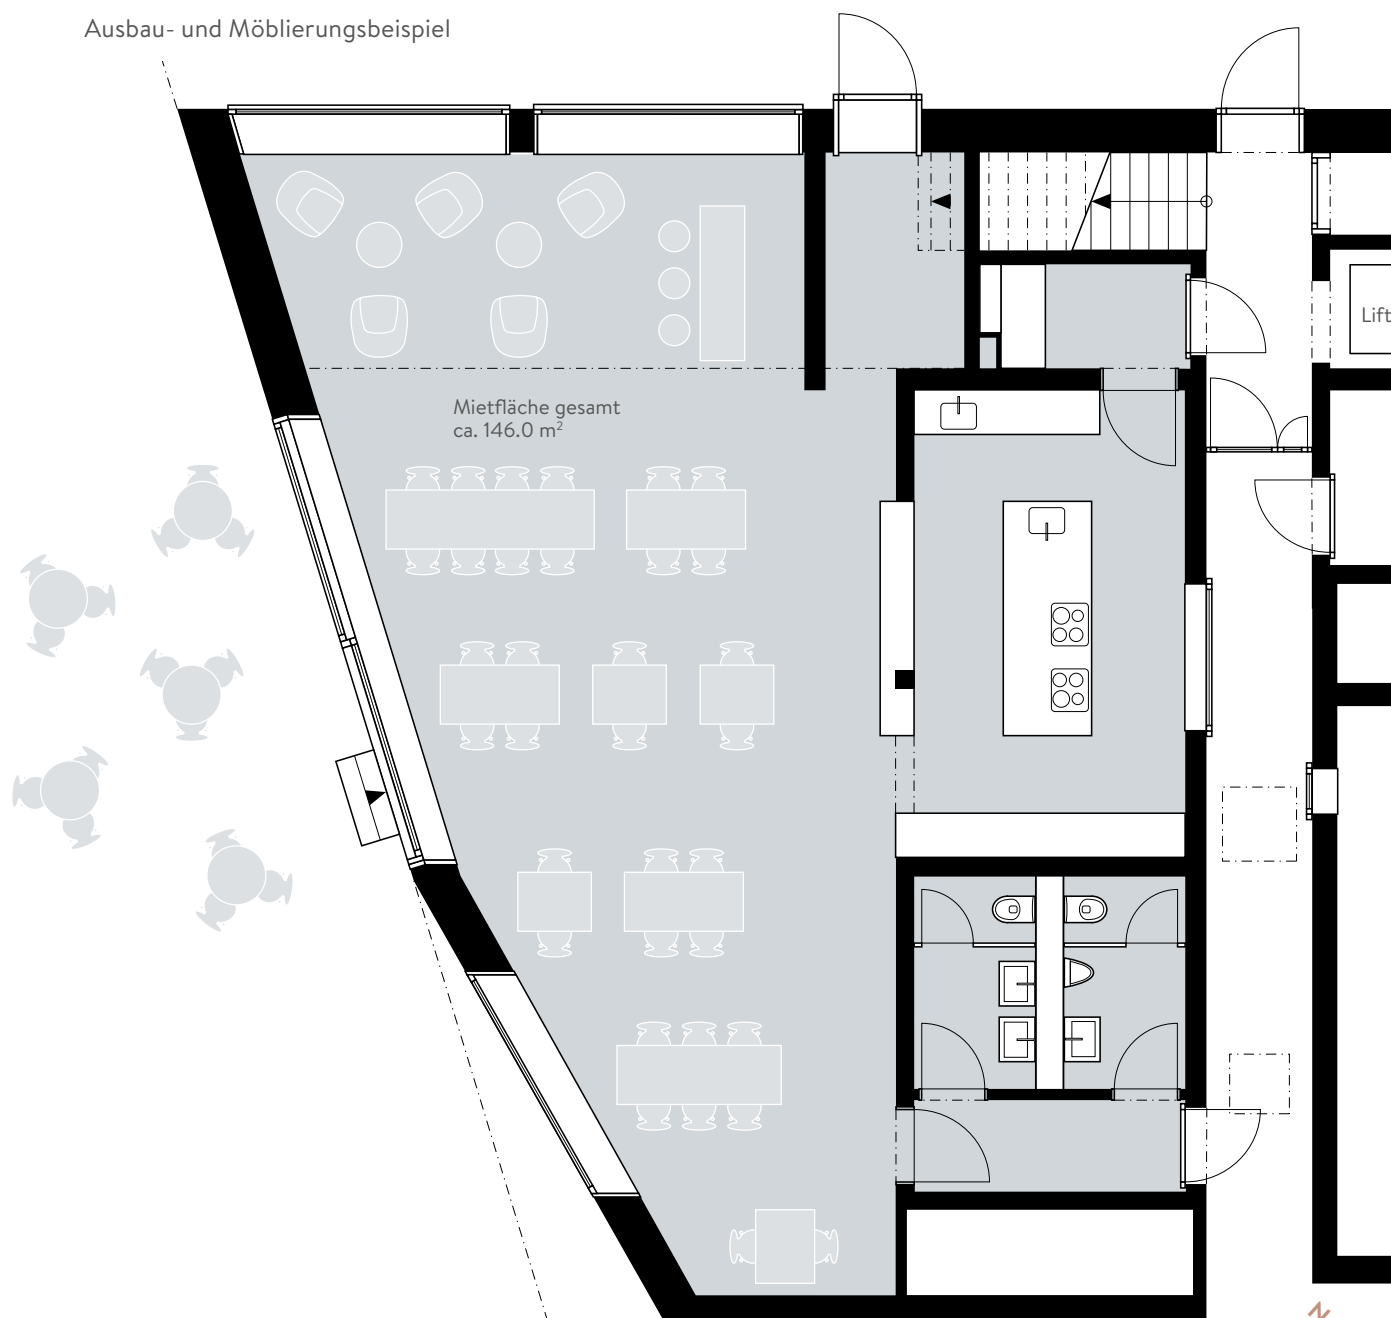 Ausbau- und Möblierungsbeispiel
Lift
Mietfläche gesamt
ca. 146.0 m²
N